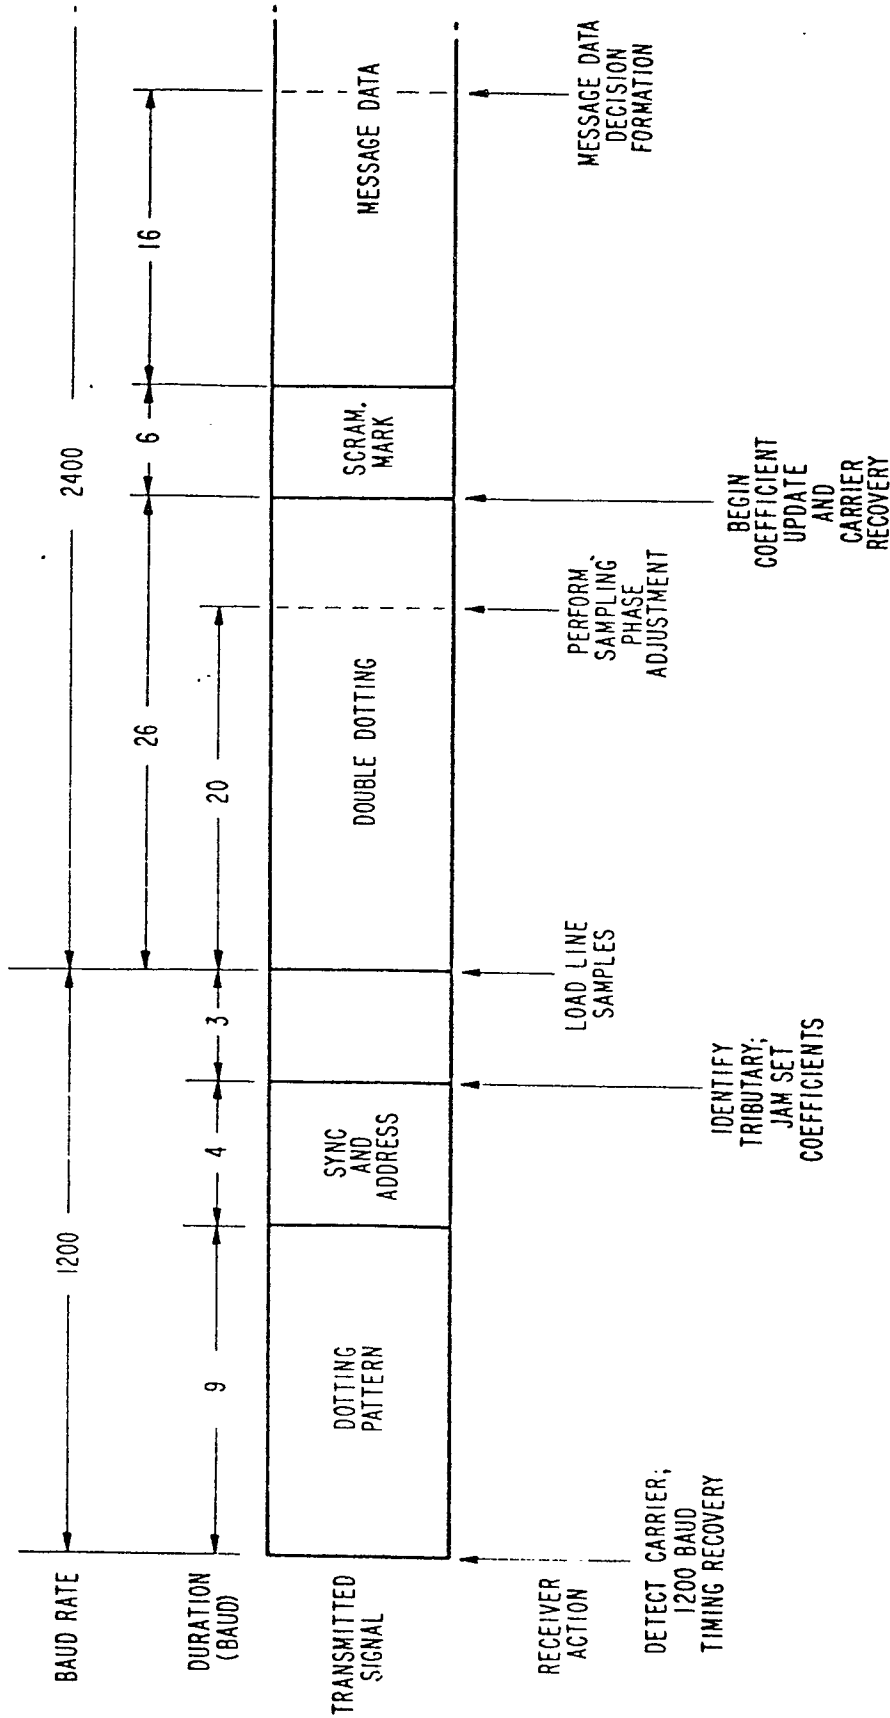 BAUD RATE
1200
2400
DURATION
(BAUD)
9
4
3
20
26
6
16
TRANSMITTED
SIGNAL
DOTTING
PATTERN
SYNC
AND
ADDRESS
DOUBLE DOTTING
SCRAM.
MARK
MESSAGE DATA
RECEIVER
ACTION
DETECT CARRIER;
1200 BAUD
TIMING RECOVERY
IDENTIFY
TRIBUTARY;
JAM SET
COEFFICIENTS
LOAD LINE
SAMPLES
PERFORM
SAMPLING
PHASE
ADJUSTMENT
BEGIN
COEFFICIENT
UPDATE
AND
CARRIER
RECOVERY
MESSAGE DATA
DECISION
FORMATION